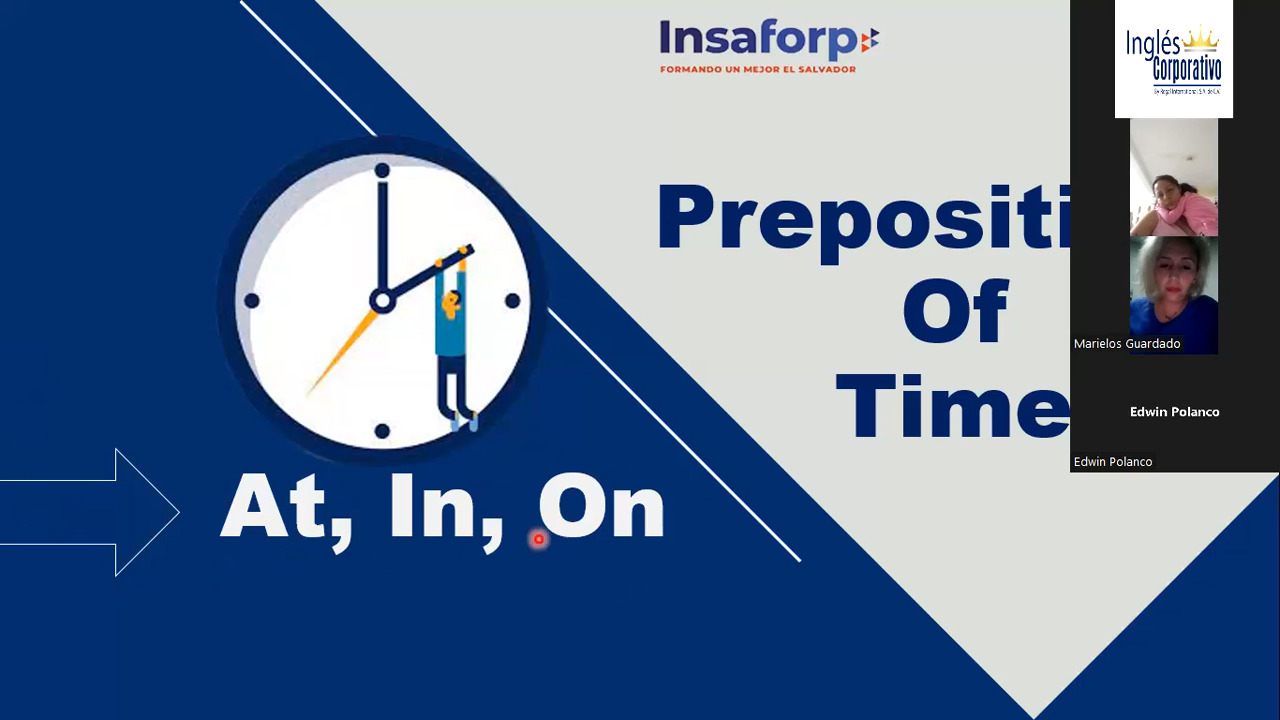 Insaforp
FORMANDO UN MEJOR EL SALVADOR
Prepositi
Of
Time
At, In, On
Inglés
Corporativo
Marielos Guardado
Edwin Polanco
Edwin Polanco